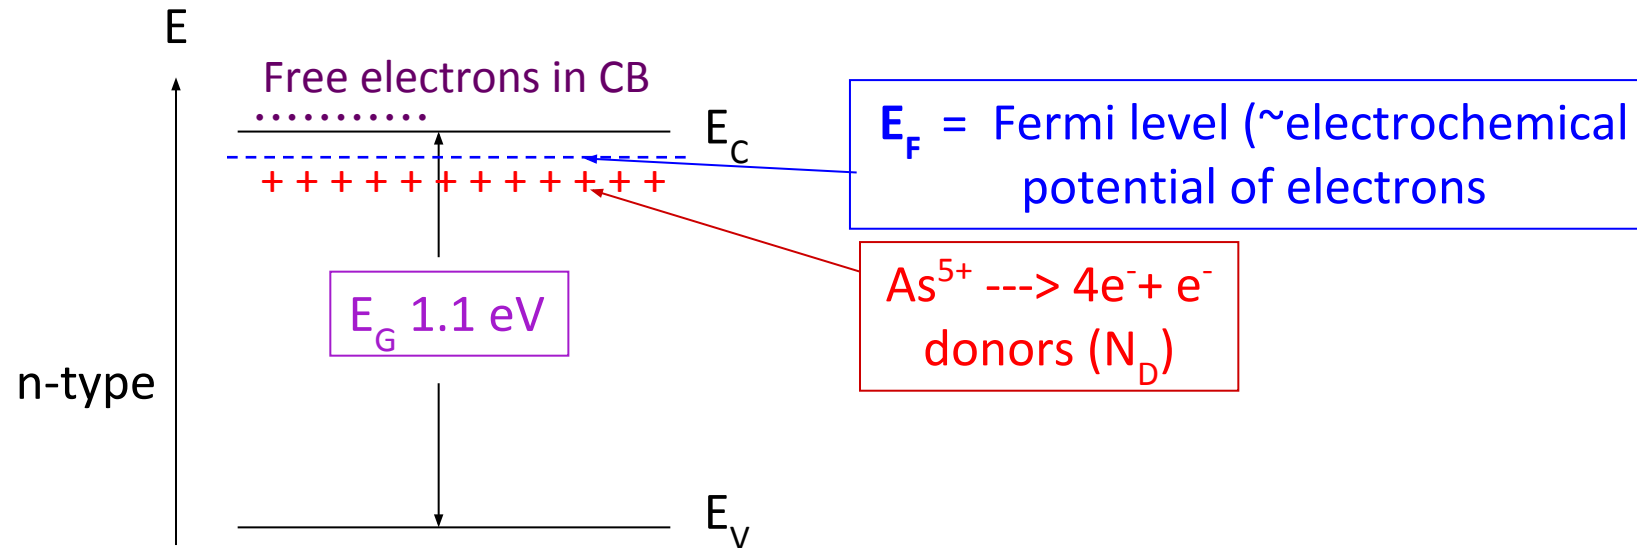 E
Free electrons in CB
E_C
E_F = Fermi level (~electrochemical
potential of electrons
+ + + + + + + + + + + +
As^5+ ---> 4e^-+ e^-
donors (N_D)
E_G 1.1 eV
n-type
E_V